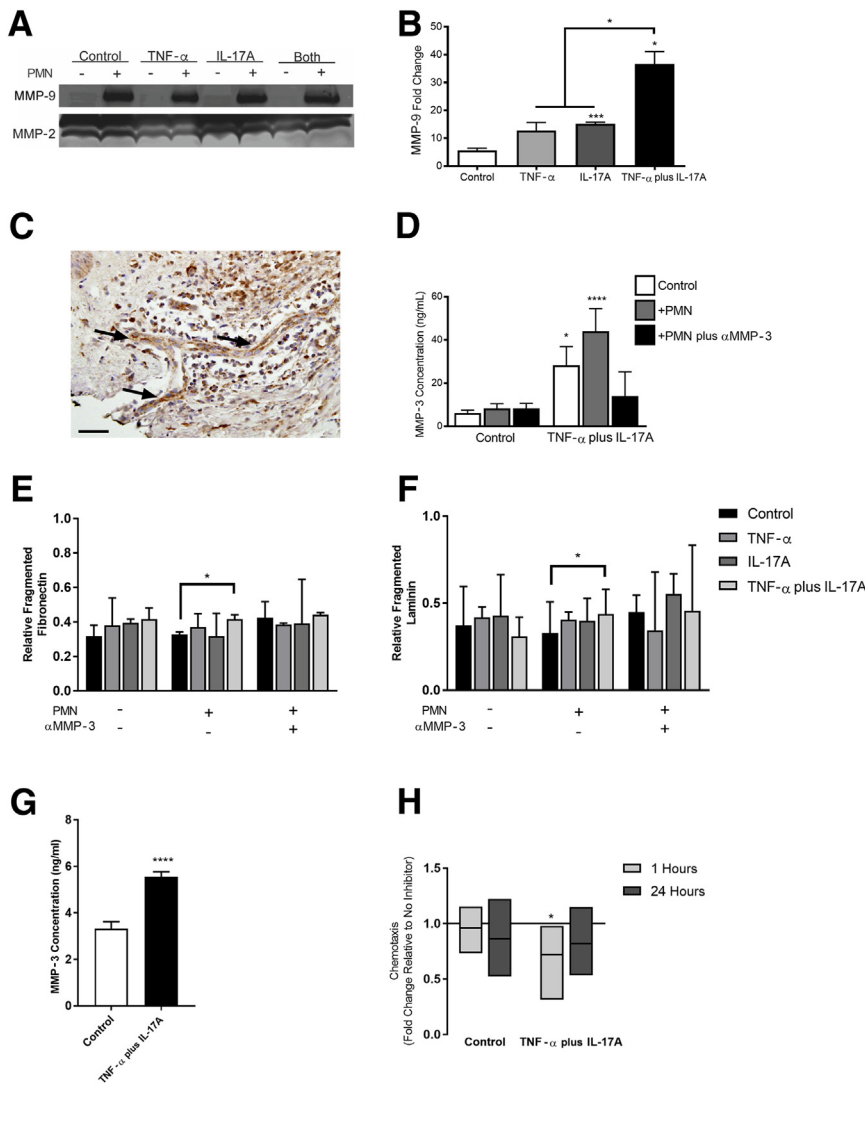 A
Control TNF-α IL-17A Both
PMN - + - + - + - +
MMP-9
MMP-2
B
MMP-9 Fold Change
50
40
30
20
10
0
*
*
***
Control TNF-α IL-17A TNF-α plus IL-17A
C
D
MMP-3 Concentration (ng/mL)
60
40
20
0
*
****
Control TNF-α plus IL-17A
Control
+PMN
+PMN plus αMMP-3
E
Relative Fragmented
Fibronectin
1.0
0.8
0.6
0.4
0.2
0.0
*
PMN - + +
αMMP-3 - - +
F
Relative Fragmented
Laminin
1.0
0.5
0.0
*
PMN - + +
αMMP-3 - - +
Control
TNF-α
IL-17A
TNF-α plus IL-17A
G
MMP-3 Concentration (ng/ml)
8
6
4
2
0
****
Control
TNF-α plus IL-17A
H
Chemotaxis
(Fold Change Relative to No Inhibitor)
1.5
1.0
0.5
0.0
*
Control TNF-α plus IL-17A
1 Hours
24 Hours